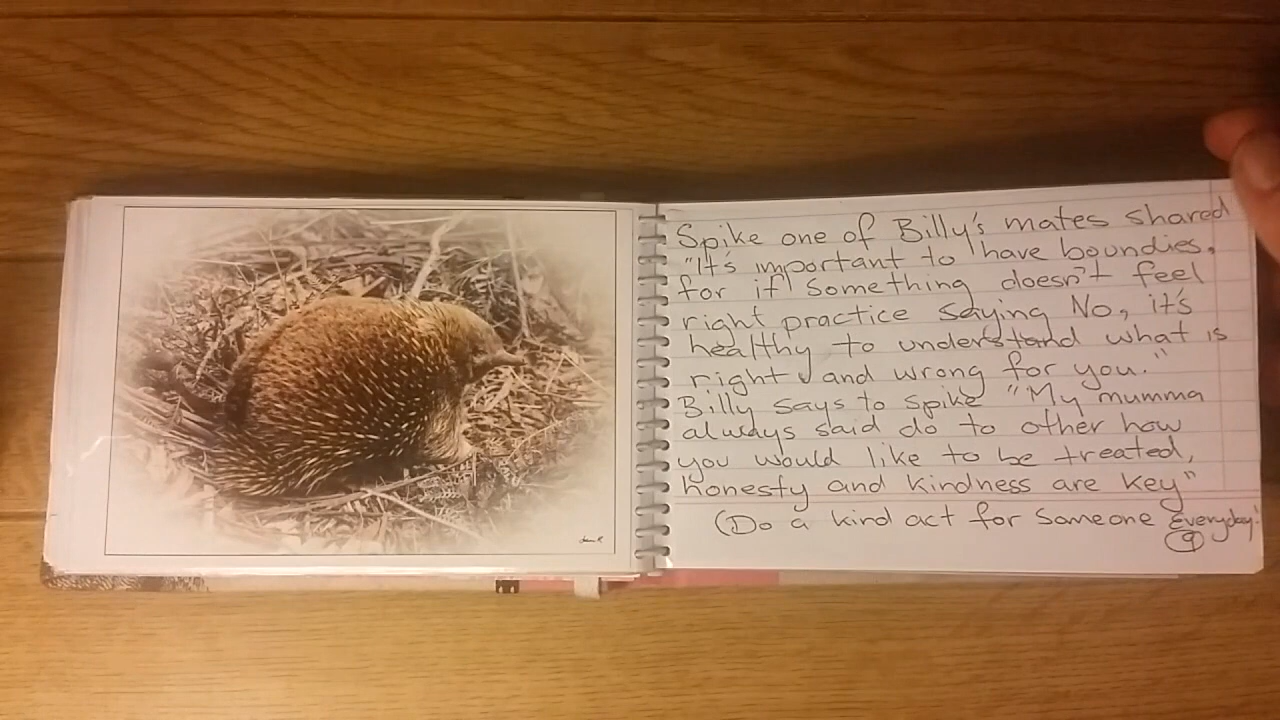 Spike one of Billy's mates shared
"It's important to have boundies,
for if something doesn't feel
right practice saying No, it's
healthy to understand what is
right and wrong for you."
Billy says to Spike "My mumma
always said do to other how
you would like to be treated,
honesty and kindness are key"
(Do a kind act for someone everyday!
9